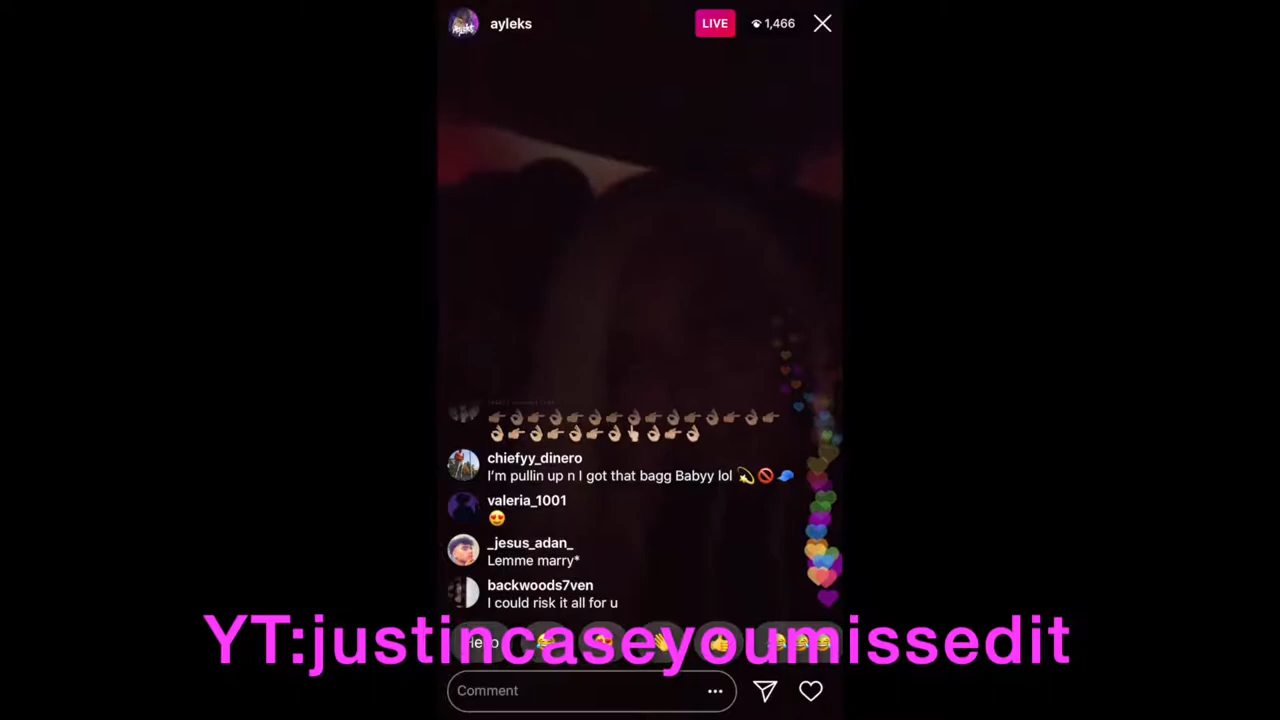 ayleks
LIVE
1,466
chiefyy_dinero
I'm pullin up n I got that bagg Babyy lol 💫🚫🧢
valeria_1001
😍
_jesus_adan_
Lemme marry*
backwoods7ven
I could risk it all for u
YT:justincaseyoumissedit
Comment